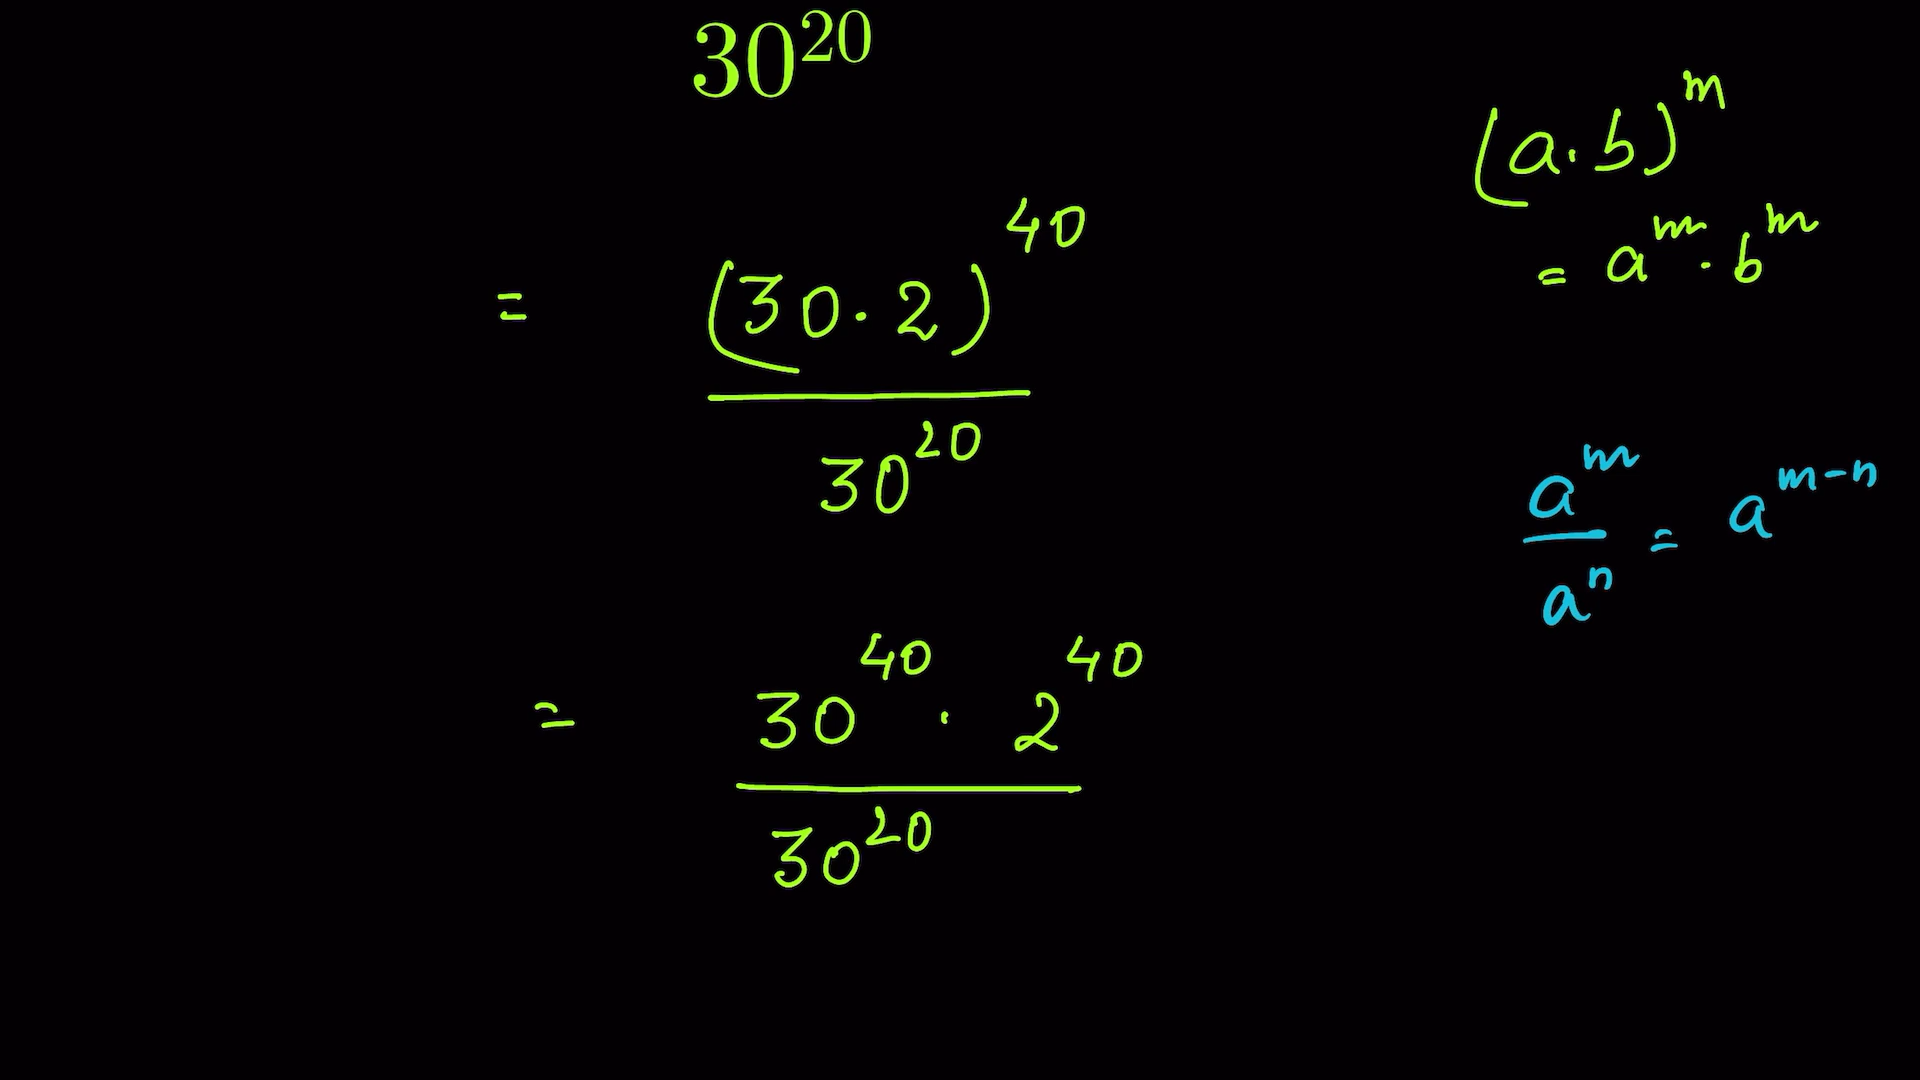 30^20
= (30 · 2)^40
30^20
= 30^40 · 2^40
30^20
(a · b)^m
= a^m · b^m
a^m / a^n = a^(m-n)